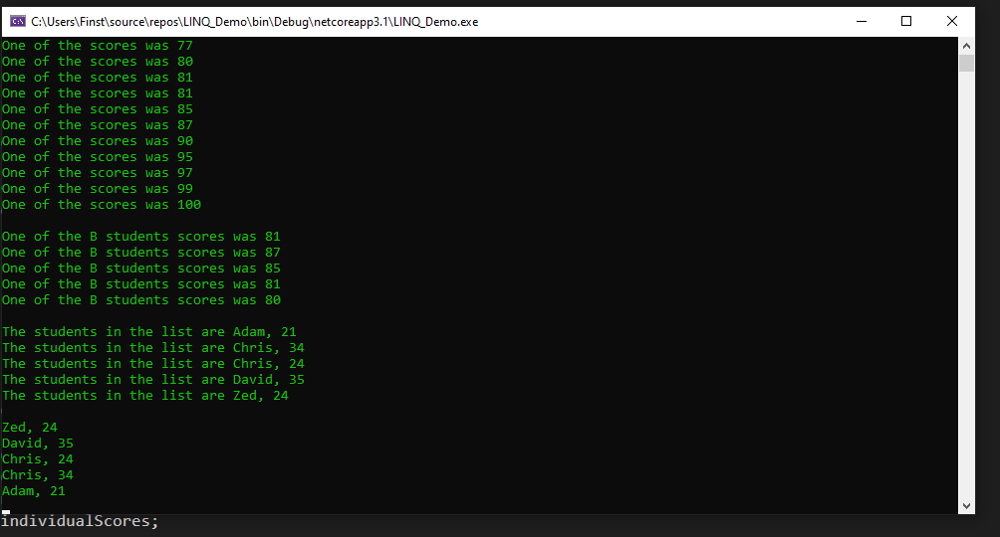 C:\Users\Finst\source\repos\LINQ_Demo\bin\Debug\netcoreapp3.1\LINQ_Demo.exe
One of the scores was 77
One of the scores was 80
One of the scores was 81
One of the scores was 81
One of the scores was 85
One of the scores was 87
One of the scores was 90
One of the scores was 95
One of the scores was 97
One of the scores was 99
One of the scores was 100
One of the B students scores was 81
One of the B students scores was 87
One of the B students scores was 85
One of the B students scores was 81
One of the B students scores was 80
The students in the list are Adam, 21
The students in the list are Chris, 34
The students in the list are Chris, 24
The students in the list are David, 35
The students in the list are Zed, 24
Zed, 24
David, 35
Chris, 24
Chris, 34
Adam, 21
individualScores;